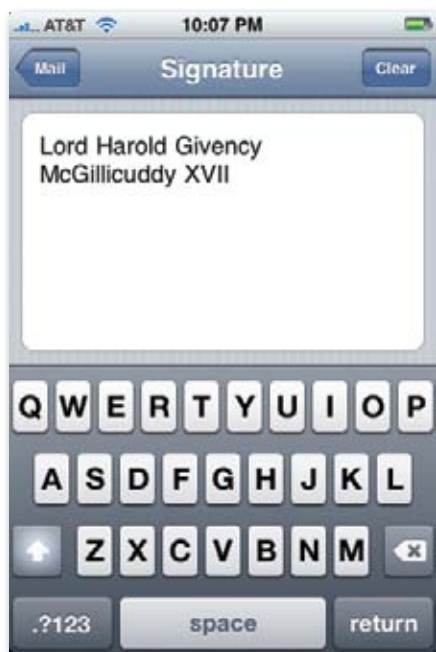 AT&T 10:07 PM
Mail Signature Clear
Lord Harold Givency
McGillicuddy XVII
Q W E R T Y U I O P
A S D F G H J K L
Z X C V B N M
.?123 space return